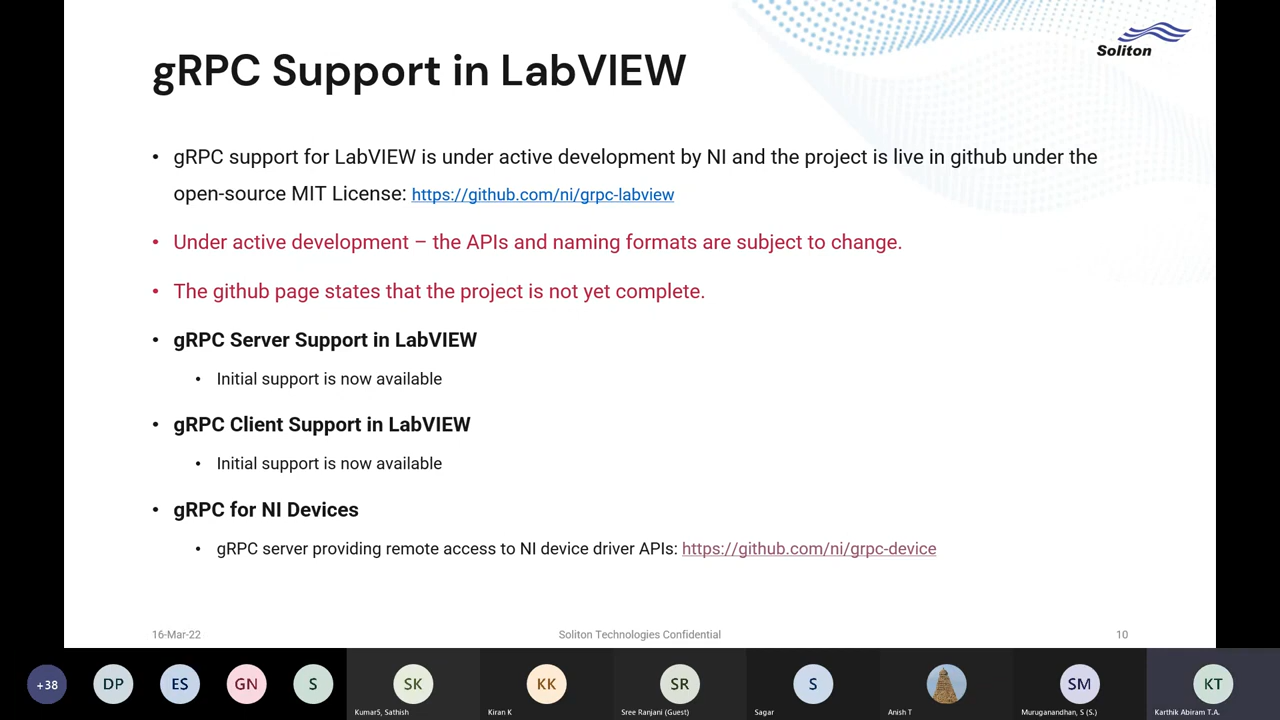 Soliton
gRPC Support in LabVIEW
• gRPC support for LabVIEW is under active development by NI and the project is live in github under the
open-source MIT License: https://github.com/ni/grpc-labview
• Under active development – the APIs and naming formats are subject to change.
• The github page states that the project is not yet complete.
• gRPC Server Support in LabVIEW
• Initial support is now available
• gRPC Client Support in LabVIEW
• Initial support is now available
• gRPC for NI Devices
• gRPC server providing remote access to NI device driver APIs: https://github.com/ni/grpc-device
16-Mar-22 Soliton Technologies Confidential 10
+38 DP ES GN S SK KK SR S SM KT
KumarS, Sathish Kiran K Sree Ranjani (Guest) Sagar Anish T Muruganandhan, S (S.) Karthik Abiram T.A.